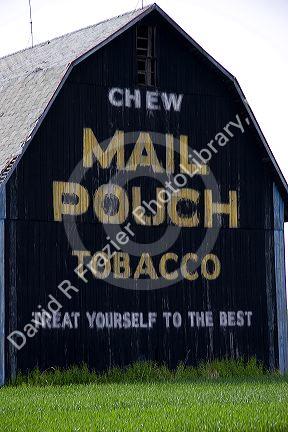 CHEW
MAIL
POUCH
TOBACCO
TREAT YOURSELF TO THE BEST
David R. Frazier Photolibrary, Inc.